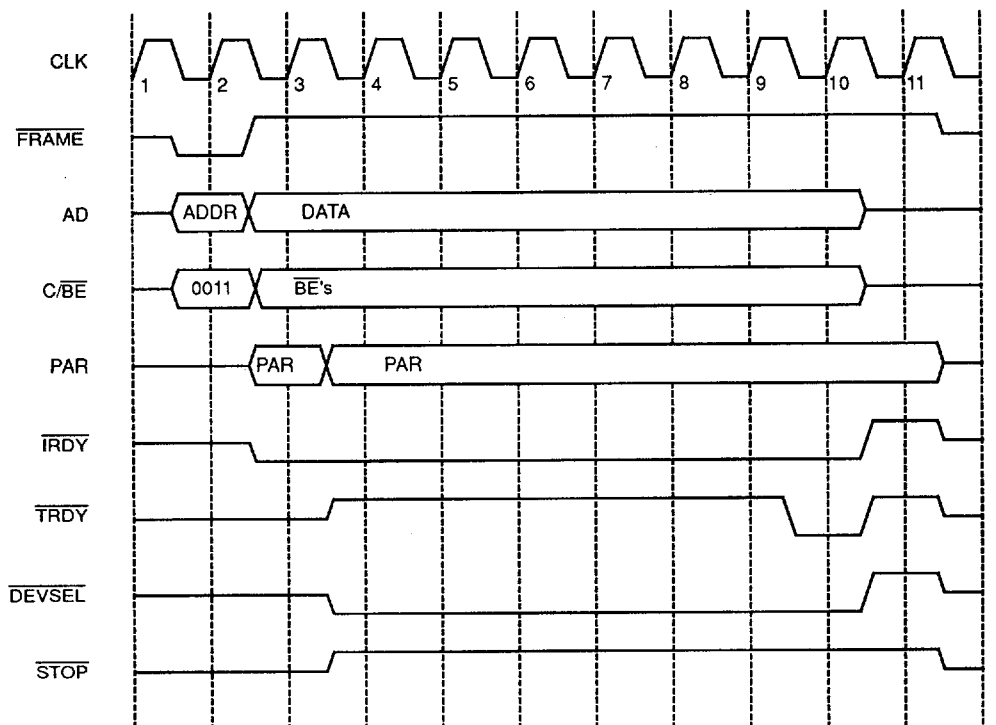 CLK
1 2 3 4 5 6 7 8 9 10 11
FRAME
AD ADDR DATA
C/BE 0011 BE's
PAR PAR PAR
IRDY
TRDY
DEVSEL
STOP